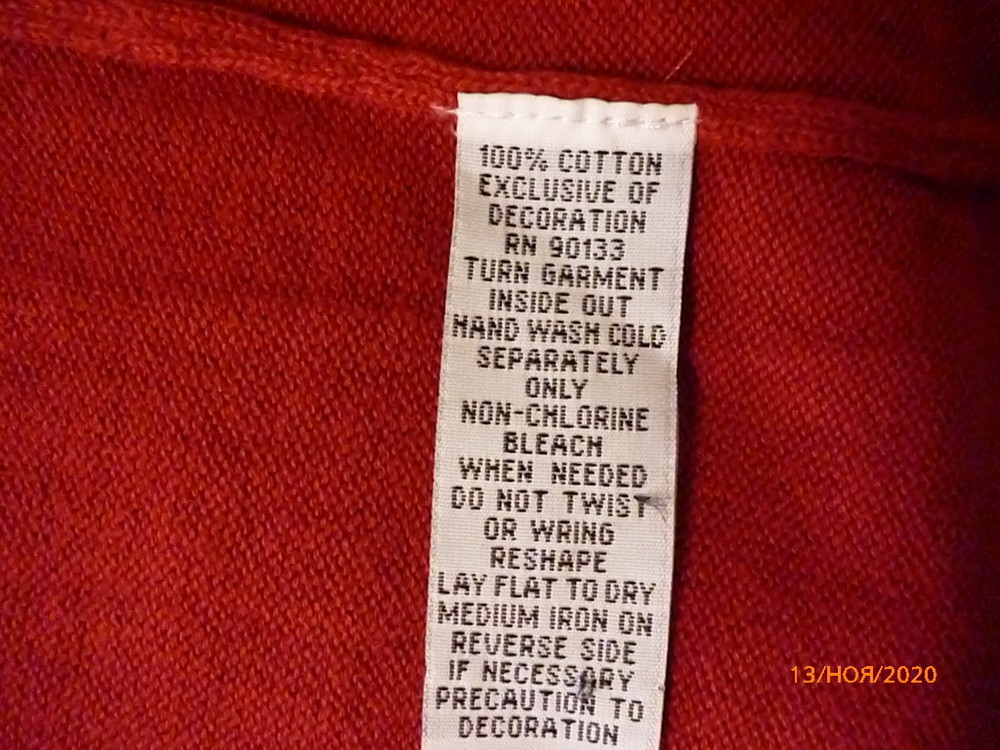 100% COTTON
EXCLUSIVE OF
DECORATION
RN 90133
TURN GARMENT
INSIDE OUT
HAND WASH COLD
SEPARATELY
ONLY
NON-CHLORINE
BLEACH
WHEN NEEDED
DO NOT TWIST
OR WRING
RESHAPE
LAY FLAT TO DRY
MEDIUM IRON ON
REVERSE SIDE
IF NECESSARY
PRECAUTION TO
DECORATION
13/НОЯ/2020